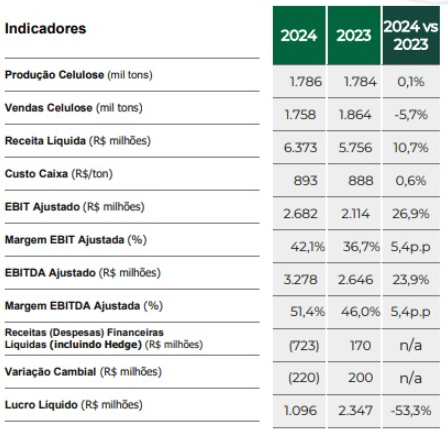 Indicadores 2024 2023 2024 vs 2023
Produção Celulose (mil tons) 1.786 1.784 0,1%
Vendas Celulose (mil tons) 1.758 1.864 -5,7%
Receita Líquida (R$ milhões) 6.373 5.756 10,7%
Custo Caixa (R$/ton) 893 888 0,6%
EBIT Ajustado (R$ milhões) 2.682 2.114 26,9%
Margem EBIT Ajustada (%) 42,1% 36,7% 5,4p.p
EBITDA Ajustado (R$ milhões) 3.278 2.646 23,9%
Margem EBITDA Ajustada (%) 51,4% 46,0% 5,4p.p
Receitas (Despesas) Financeiras
Líquidas (incluindo Hedge) (R$ milhões) (723) 170 n/a
Variação Cambial (R$ milhões) (220) 200 n/a
Lucro Líquido (R$ milhões) 1.096 2.347 -53,3%